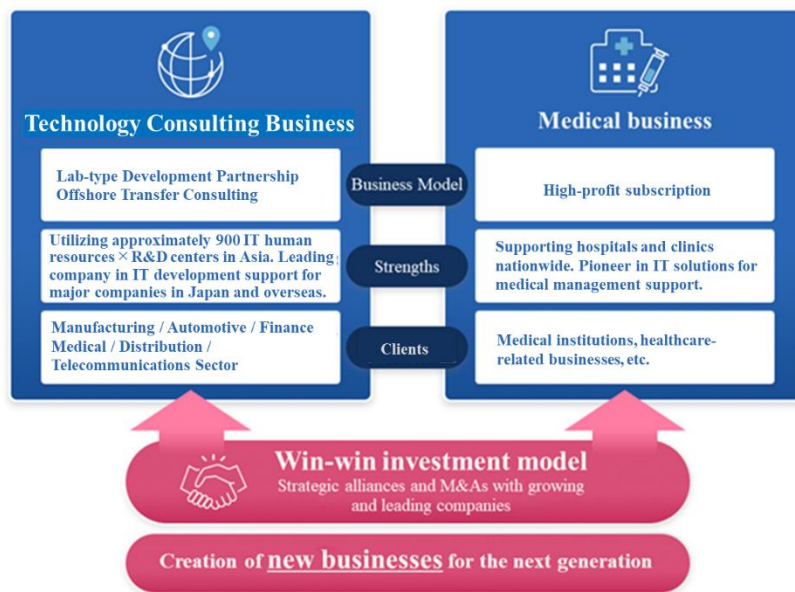 Technology Consulting Business
Lab-type Development Partnership
Offshore Transfer Consulting
Utilizing approximately 900 IT human
resources × R&D centers in Asia. Leading
company in IT development support for
major companies in Japan and overseas.
Manufacturing / Automotive / Finance
Medical / Distribution /
Telecommunications Sector
Business Model
Strengths
Clients
Medical business
High-profit subscription
Supporting hospitals and clinics
nationwide. Pioneer in IT solutions for
medical management support.
Medical institutions, healthcare-
related businesses, etc.
Win-win investment model
Strategic alliances and M&As with growing
and leading companies
Creation of new businesses for the next generation